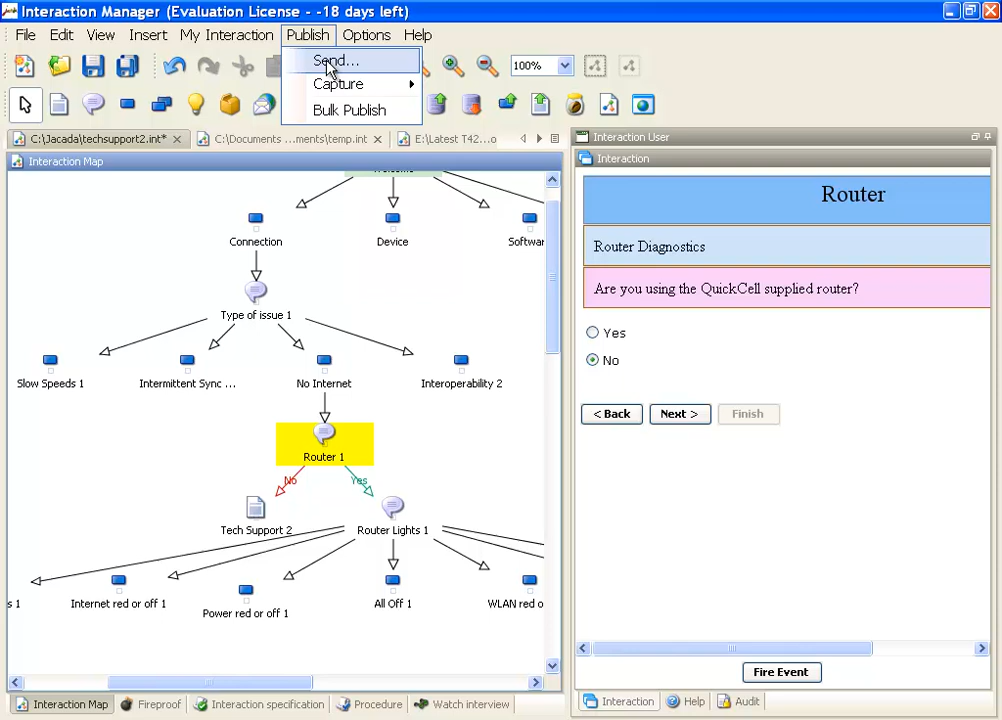 Interaction Manager (Evaluation License - -18 days left)
File Edit View Insert My Interaction Publish Options Help
Send...
Capture
Bulk Publish
100%
C:\Jacada\techsupport2.int*
C:\Documents ...ments\temp.int
E:\Latest T42...o
Interaction Map
Interaction User
Interaction
Welcome
Connection
Device
Softwar
Type of issue 1
Slow Speeds 1
Intermittent Sync ...
No Internet
Interoperability 2
Router 1
No
Yes
Tech Support 2
Router Lights 1
s 1
Internet red or off 1
Power red or off 1
All Off 1
WLAN red o
Router
Router Diagnostics
Are you using the QuickCell supplied router?
Yes
No
< Back
Next >
Finish
Fire Event
Interaction Map
Fireproof
Interaction specification
Procedure
Watch interview
Interaction
Help
Audit